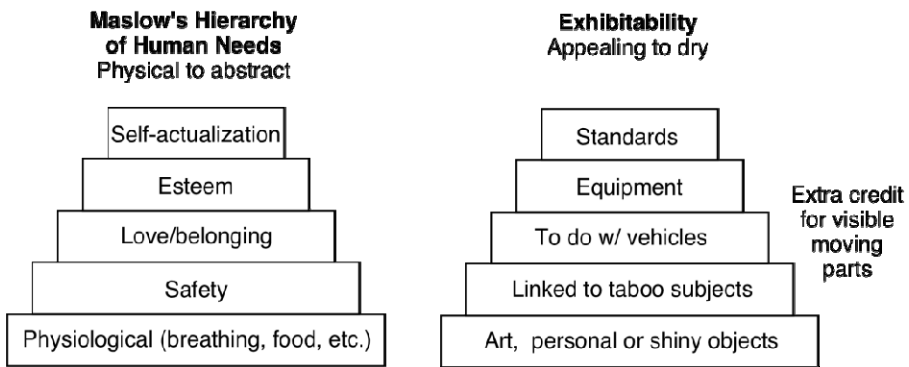 Maslow's Hierarchy
of Human Needs
Physical to abstract
Self-actualization
Esteem
Love/belonging
Safety
Physiological (breathing, food, etc.)
Exhibitability
Appealing to dry
Standards
Equipment
To do w/ vehicles
Linked to taboo subjects
Art, personal or shiny objects
Extra credit
for visible
moving
parts